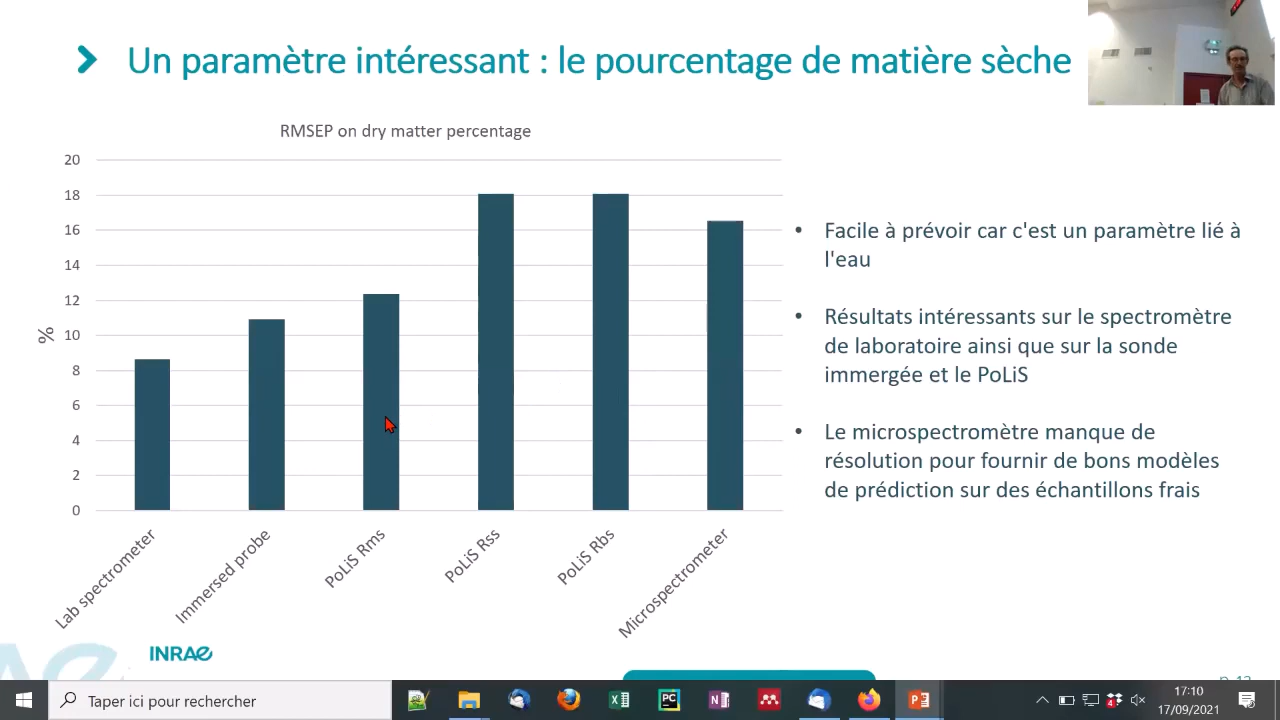 Un paramètre intéressant : le pourcentage de matière sèche
RMSEP on dry matter percentage
20
18
16
14
12
10
8
6
4
2
0
%
Lab spectrometer
Immersed probe
PoLiS Rms
PoLiS Rss
PoLiS Rbs
Microspectrometer
• Facile à prévoir car c'est un paramètre lié à
l'eau
• Résultats intéressants sur le spectromètre
de laboratoire ainsi que sur la sonde
immergée et le PoLiS
• Le microspectromètre manque de
résolution pour fournir de bons modèles
de prédiction sur des échantillons frais
INRAE
Taper ici pour rechercher
17:10
17/09/2021